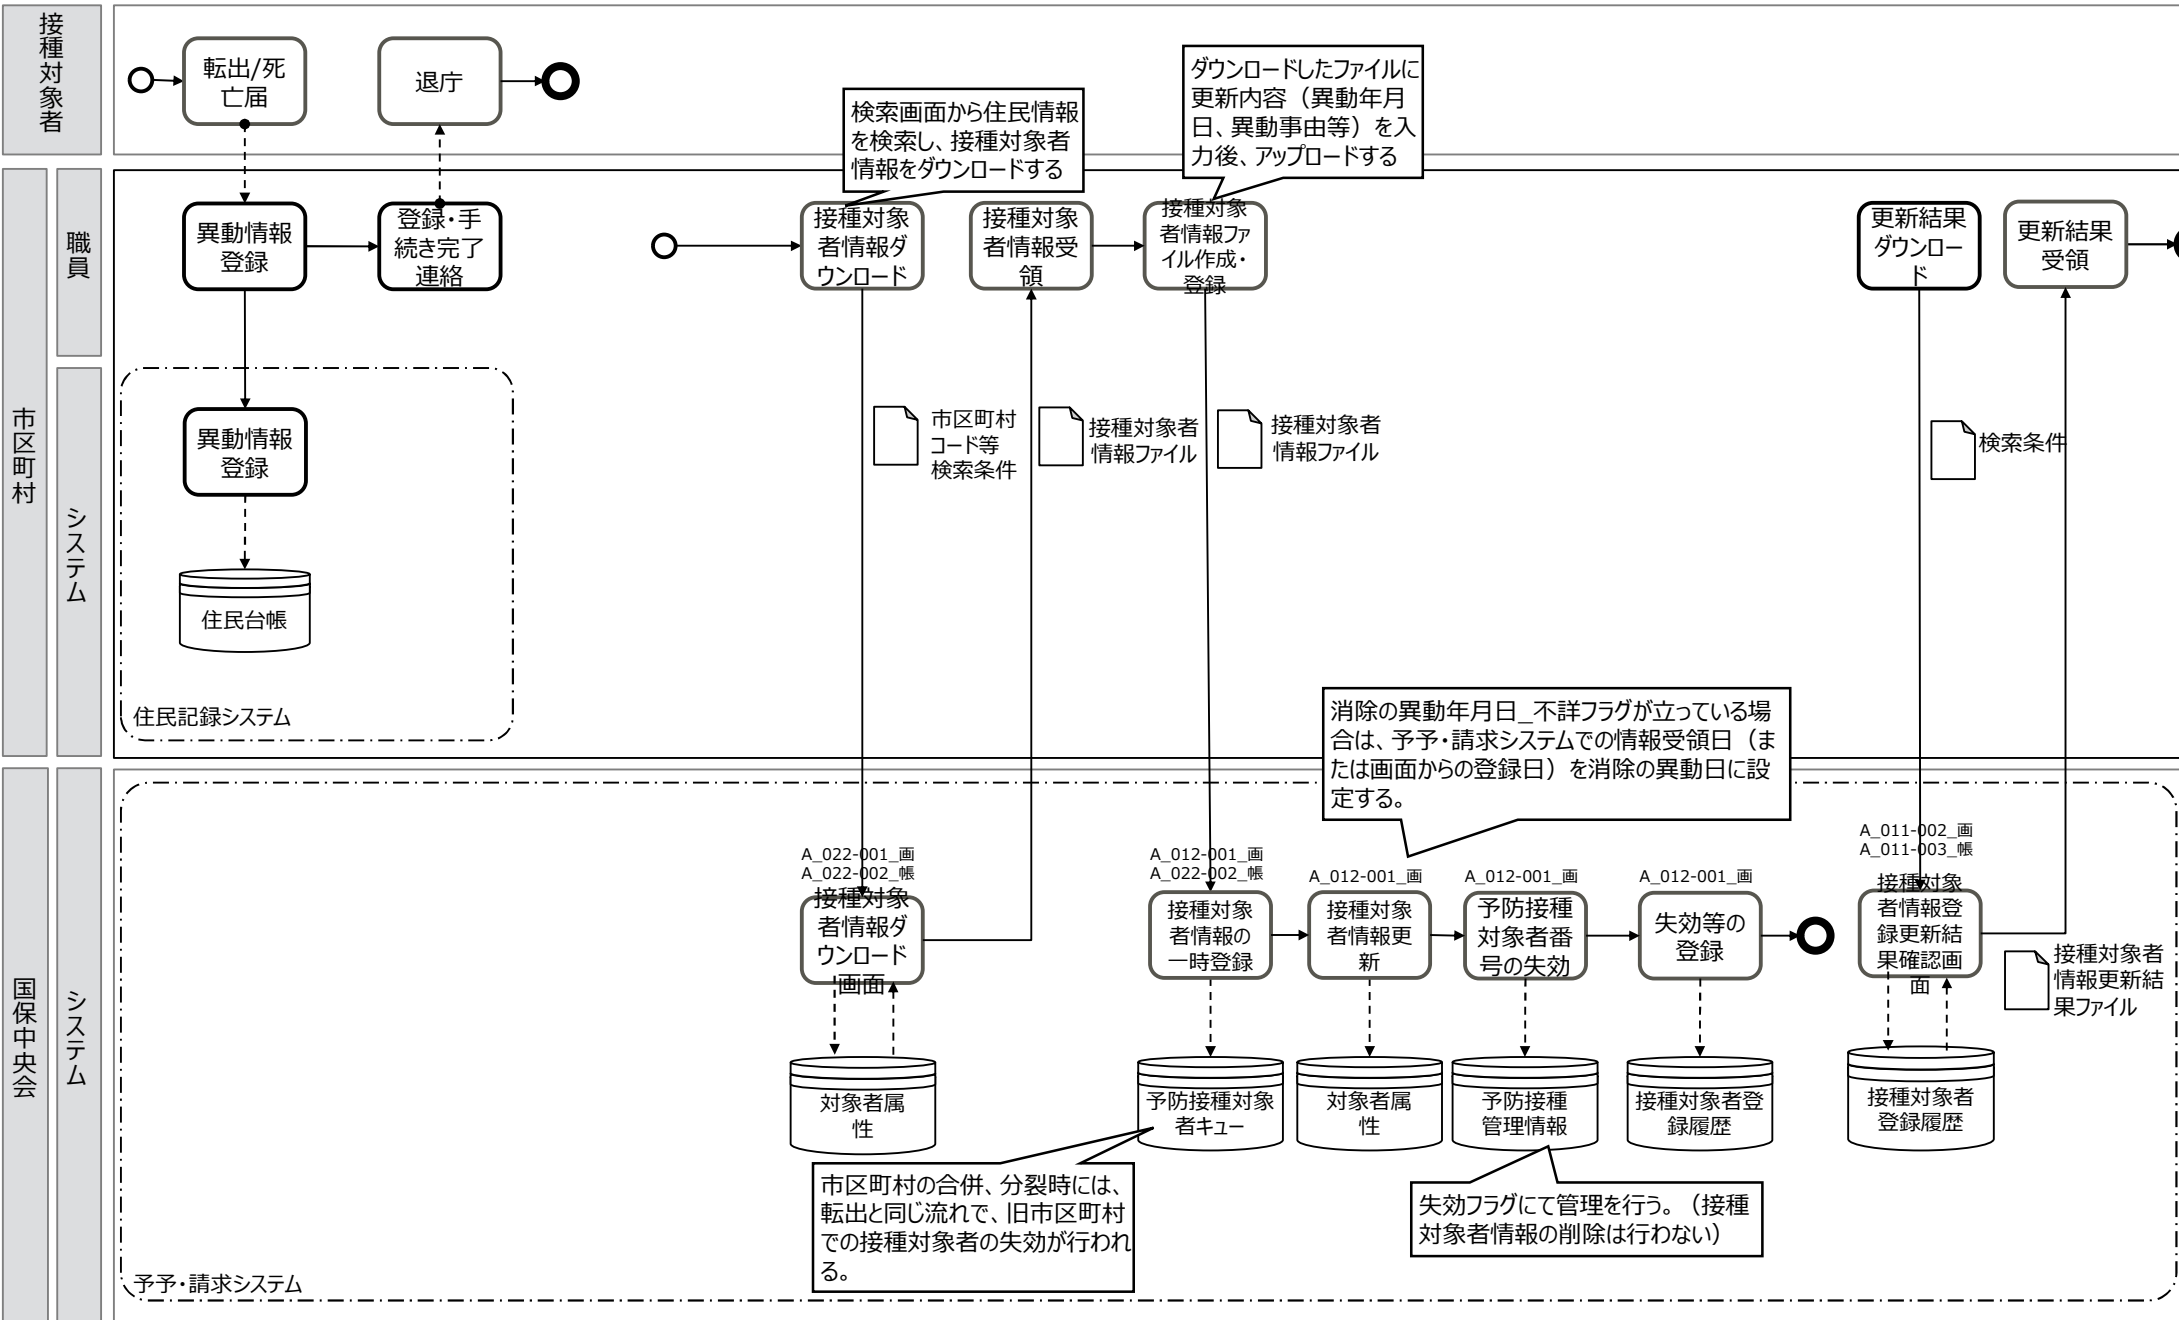 接種対象者
転出/死
亡届
退庁
検索画面から住民情報
を検索し、接種対象者
情報をダウンロードする
ダウンロードしたファイルに
更新内容（異動年月
日、異動事由等）を入
力後、アップロードする
市区町村
職員
異動情報
登録
登録・手
続き完了
連絡
接種対象
者情報ダ
ウンロード
接種対象
者情報受
領
接種対象
者情報ファ
イル作成・
登録
更新結果
ダウンロー
ド
更新結果
受領
システム
異動情報
登録
住民台帳
住民記録システム
市区町村
コード等
検索条件
接種対象者
情報ファイル
接種対象者
情報ファイル
検索条件
消除の異動年月日_不詳フラグが立っている場
合は、予予・請求システムでの情報受領日（ま
たは画面からの登録日）を消除の異動日に設
定する。
国保中央会
システム
A_022-001_画
A_022-002_帳
接種対象
者情報ダ
ウンロード
画面
A_012-001_画
A_022-002_帳
接種対象
者情報の
一時登録
A_012-001_画
接種対象
者情報更
新
A_012-001_画
予防接種
対象者番
号の失効
A_012-001_画
失効等の
登録
A_011-002_画
A_011-003_帳
接種対象
者情報登
録更新結
果確認画
面
接種対象者
情報更新結
果ファイル
対象者属
性
予防接種対象
者キュー
対象者属
性
予防接種
管理情報
接種対象者登
録履歴
接種対象者
登録履歴
市区町村の合併、分裂時には、
転出と同じ流れで、旧市区町村
での接種対象者の失効が行われ
る。
失効フラグにて管理を行う。（接種
対象者情報の削除は行わない）
予予・請求システム